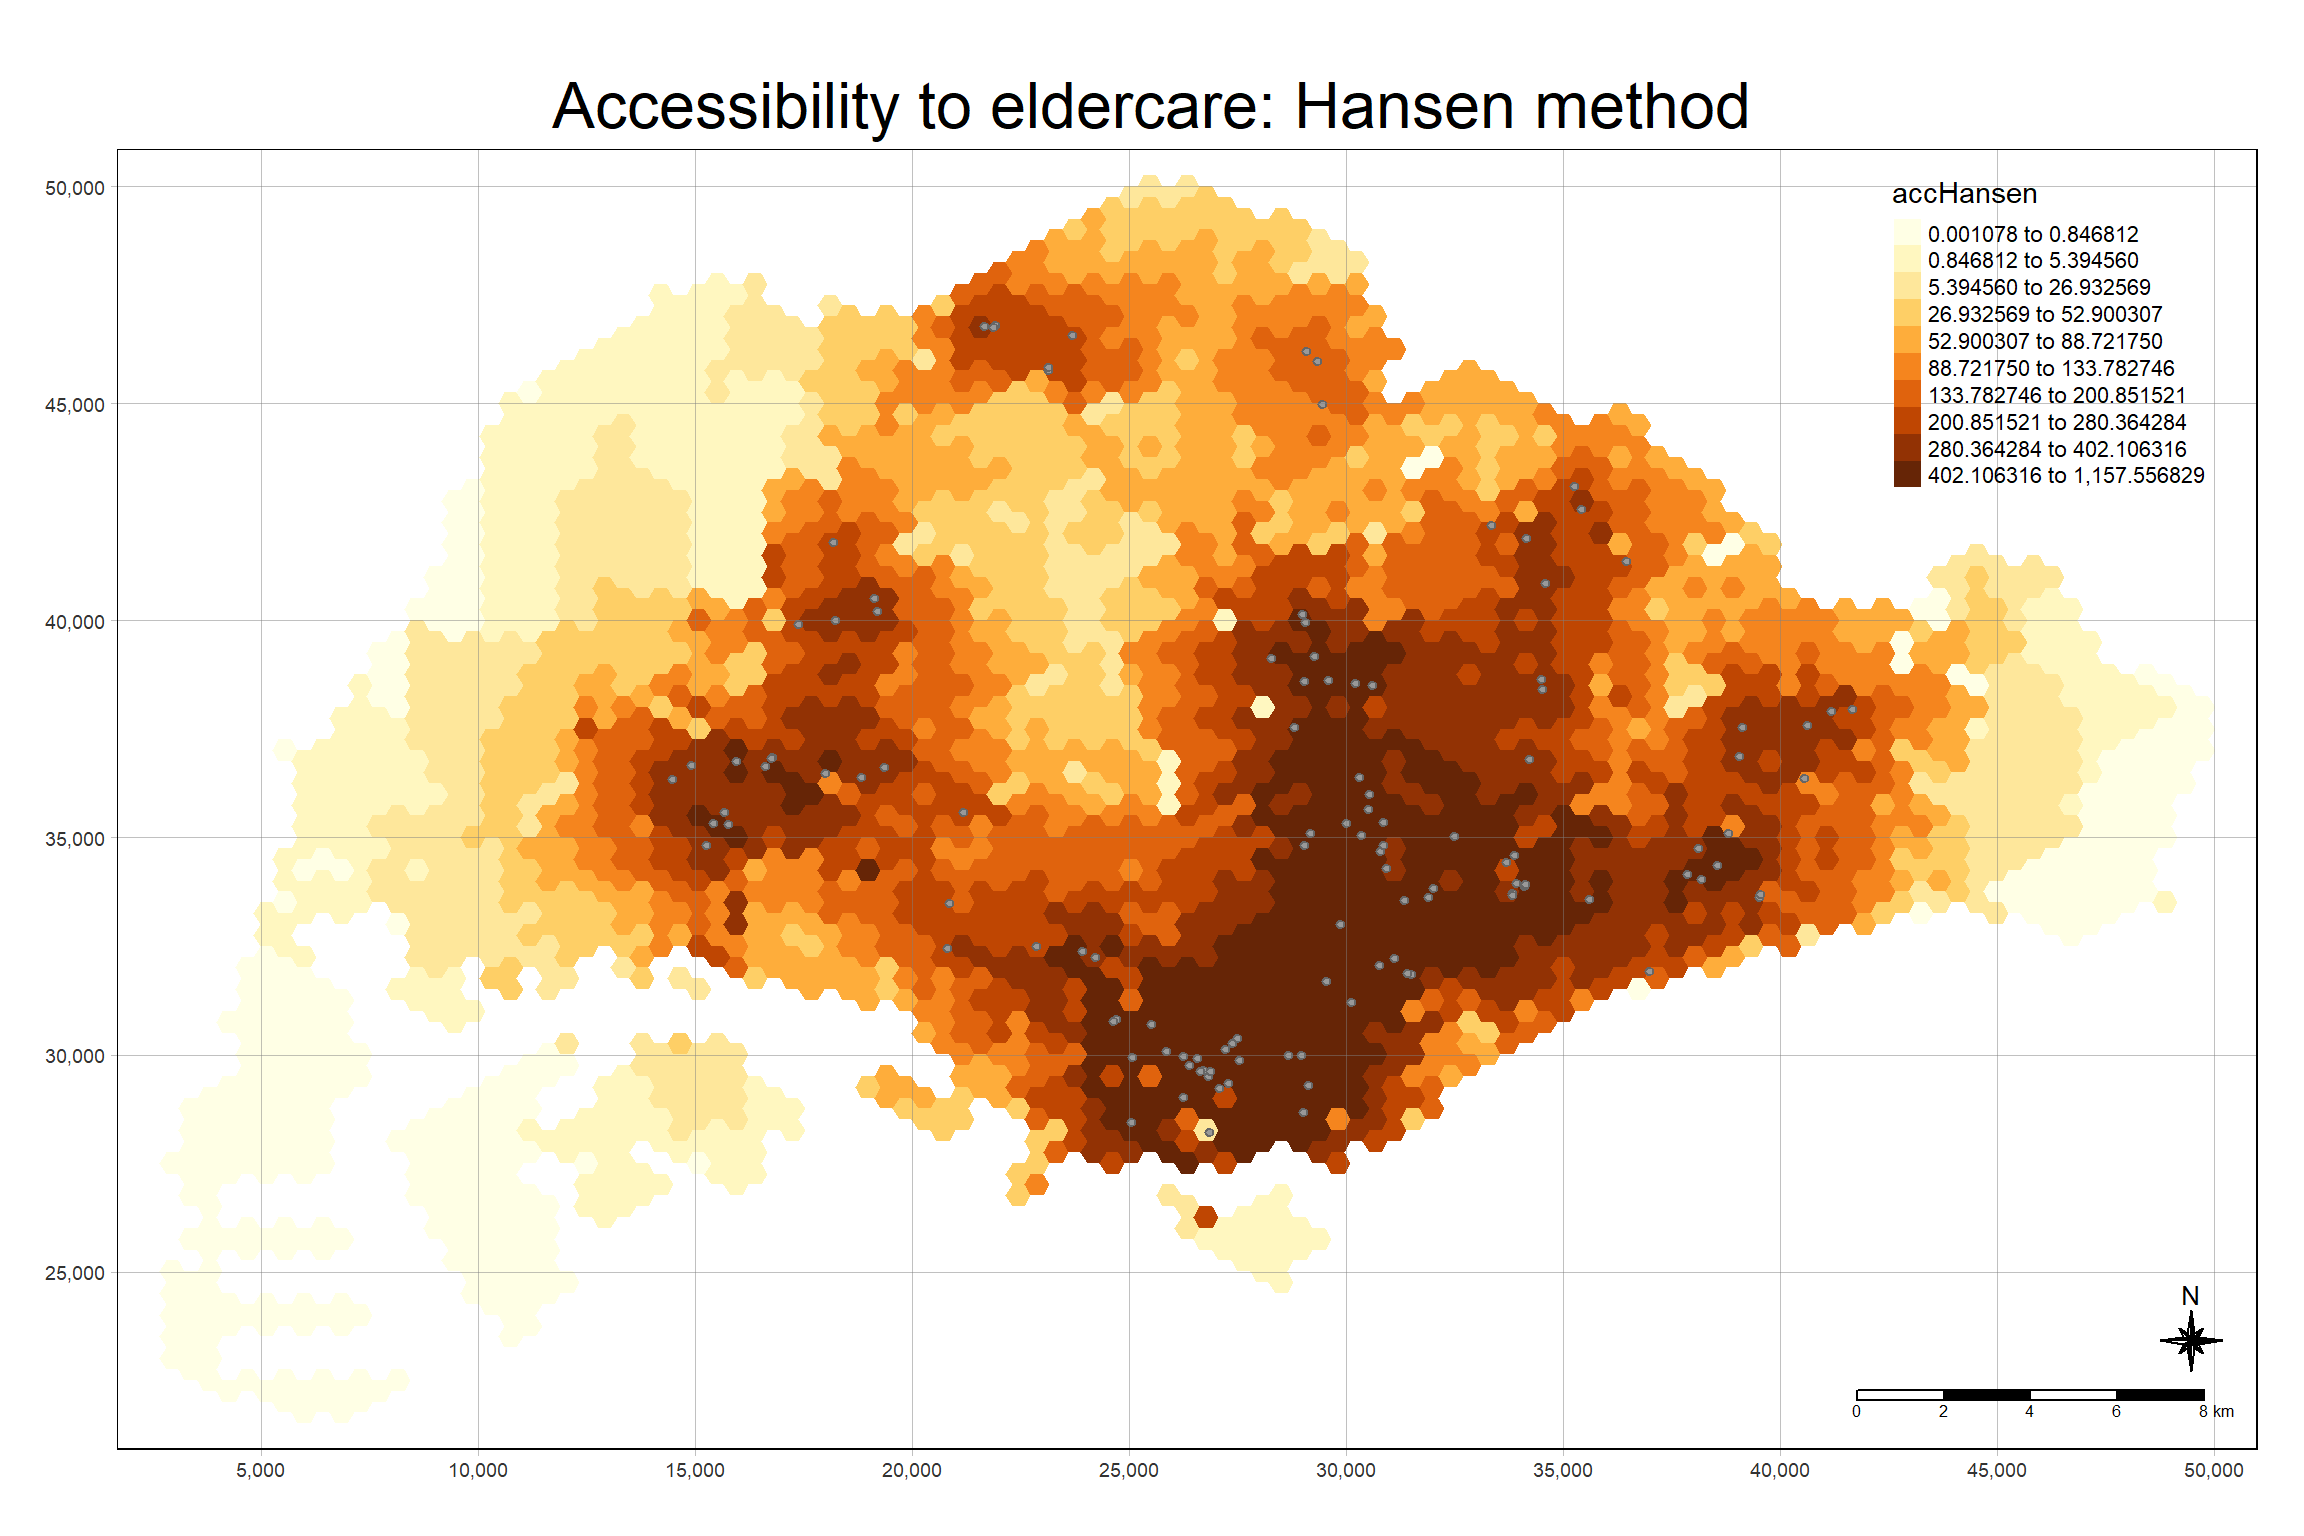 Accessibility to eldercare: Hansen method
50,000
45,000
40,000
35,000
30,000
25,000
accHansen
0.001078 to 0.846812
0.846812 to 5.394560
5.394560 to 26.932569
26.932569 to 52.900307
52.900307 to 88.721750
88.721750 to 133.782746
133.782746 to 200.851521
200.851521 to 280.364284
280.364284 to 402.106316
402.106316 to 1,157.556829
N
0 2 4 6 8 km
5,000 10,000 15,000 20,000 25,000 30,000 35,000 40,000 45,000 50,000